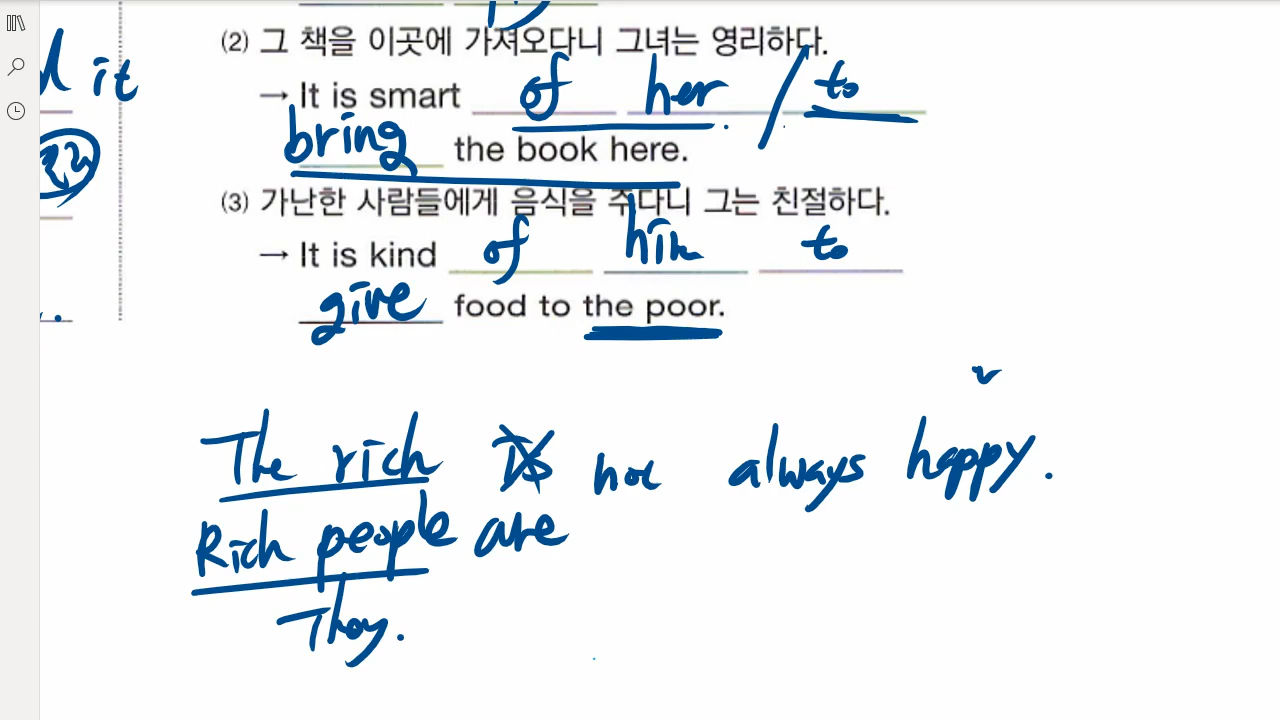 d it
(2) 그 책을 이곳에 가져오다니 그녀는 영리하다.
→ It is smart of her / to
bring the book here.
(3) 가난한 사람들에게 음식을 주다니 그는 친절하다.
→ It is kind of him to
give food to the poor.
The rich is not always happy.
Rich people are
They.